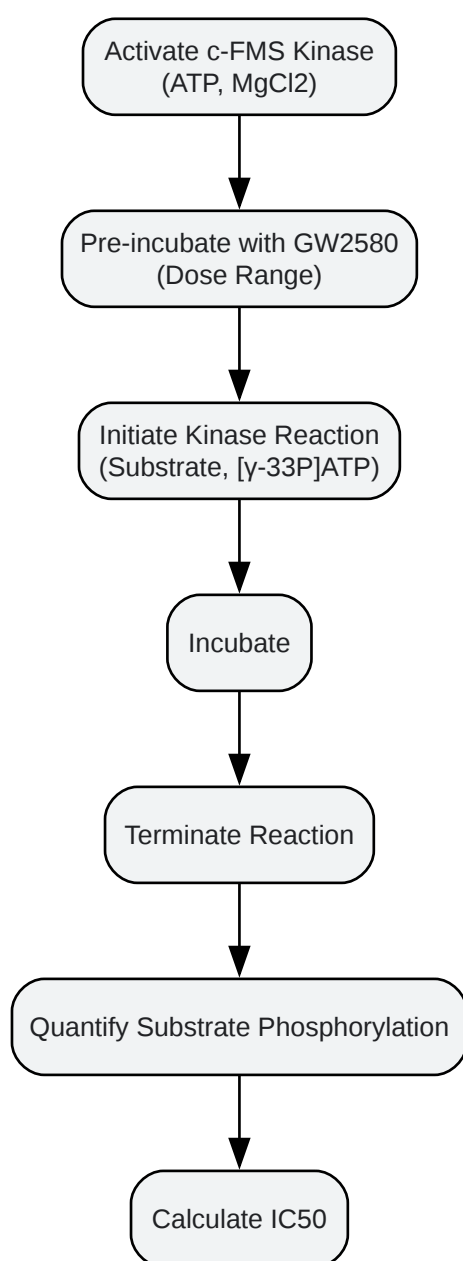 Activate c-FMS Kinase
(ATP, MgCl2)
Pre-incubate with GW2580
(Dose Range)
Initiate Kinase Reaction
(Substrate, [γ-33P]ATP)
Incubate
Terminate Reaction
Quantify Substrate Phosphorylation
Calculate IC50